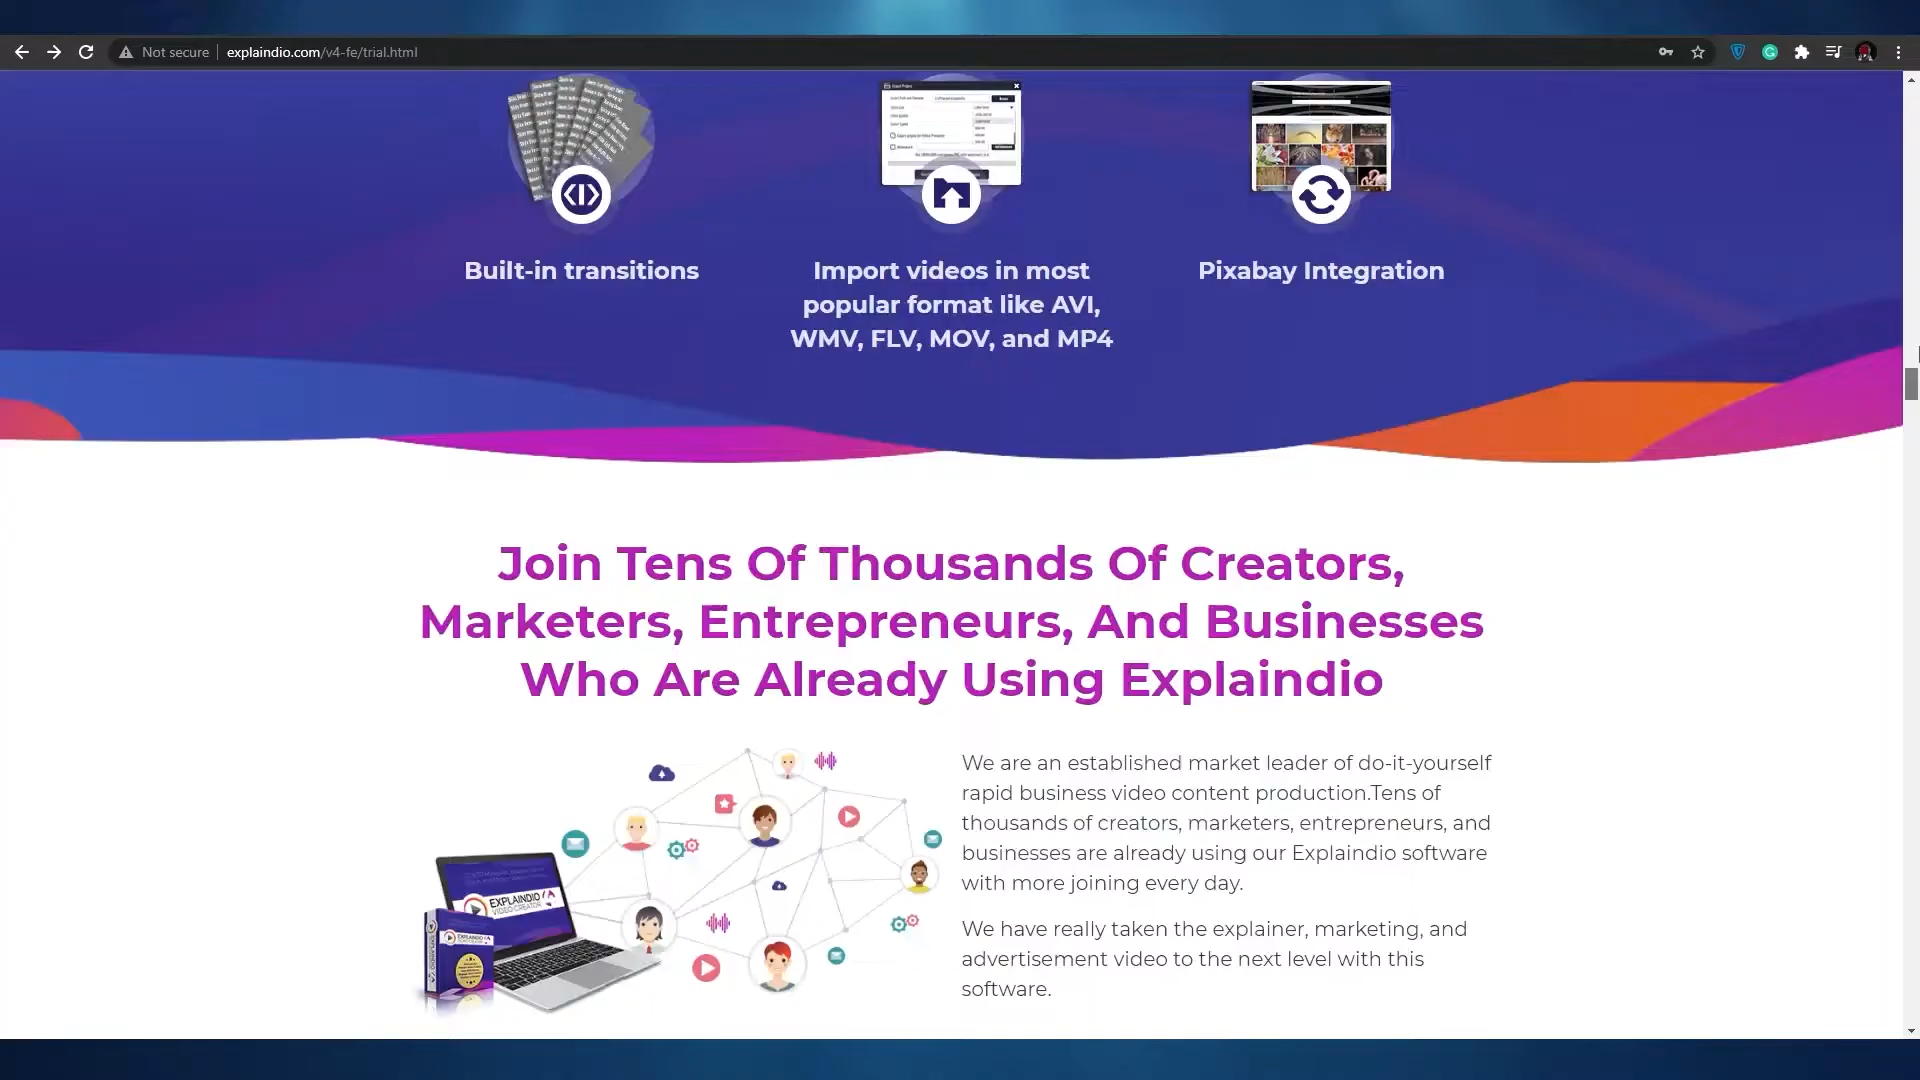 Not secure
explaindio.com/v4-fe/trial.html
Built-in transitions
Import videos in most
popular format like AVI,
WMV, FLV, MOV, and MP4
Pixabay Integration
Join Tens Of Thousands Of Creators,
Marketers, Entrepreneurs, And Businesses
Who Are Already Using Explaindio
We are an established market leader of do-it-yourself
rapid business video content production.Tens of
thousands of creators, marketers, entrepreneurs, and
businesses are already using our Explaindio software
with more joining every day.
We have really taken the explainer, marketing, and
advertisement video to the next level with this
software.
EXPLAINDIO
VIDEO CREATOR
EXPLAINDIO